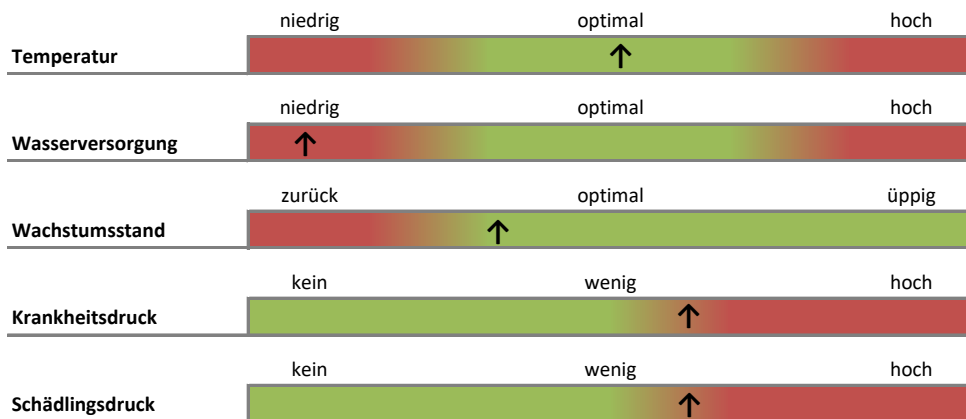 niedrig optimal hoch
Temperatur
niedrig optimal hoch
Wasserversorgung
zurück optimal üppig
Wachstumsstand
kein wenig hoch
Krankheitsdruck
kein wenig hoch
Schädlingsdruck